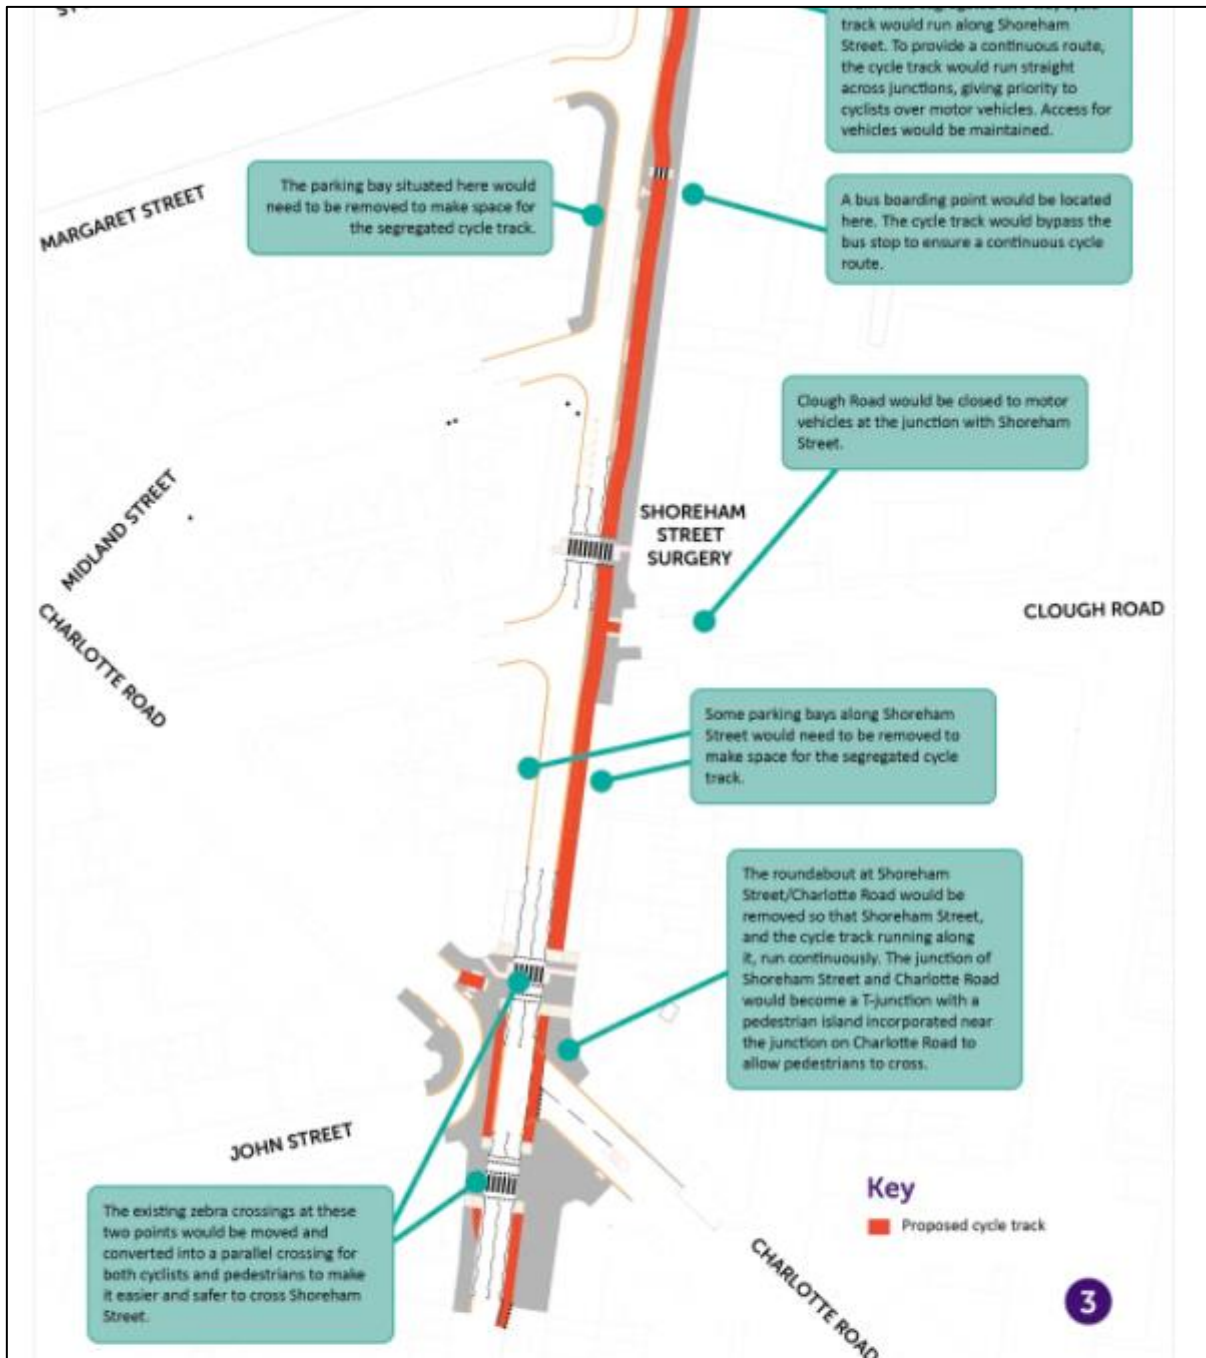 track would run along Shoreham
Street. To provide a continuous route,
the cycle track would run straight
across junctions, giving priority to
cyclists over motor vehicles. Access for
vehicles would be maintained.
MARGARET STREET
The parking bay situated here would
need to be removed to make space for
the segregated cycle track.
A bus boarding point would be located
here. The cycle track would bypass the
bus stop to ensure a continuous cycle
route.
Clough Road would be closed to motor
vehicles at the junction with Shoreham
Street.
MIDLAND STREET
SHOREHAM
STREET
SURGERY
CLOUGH ROAD
CHARLOTTE ROAD
Some parking bays along Shoreham
Street would need to be removed to
make space for the segregated cycle
track.
The roundabout at Shoreham
Street/Charlotte Road would be
removed so that Shoreham Street,
and the cycle track running along
it, run continuously. The junction of
Shoreham Street and Charlotte Road
would become a T-junction with a
pedestrian island incorporated near
the junction on Charlotte Road to
allow pedestrians to cross.
JOHN STREET
The existing zebra crossings at these
two points would be moved and
converted into a parallel crossing for
both cyclists and pedestrians to make
it easier and safer to cross Shoreham
Street.
Key
Proposed cycle track
CHARLOTTE ROAD
3